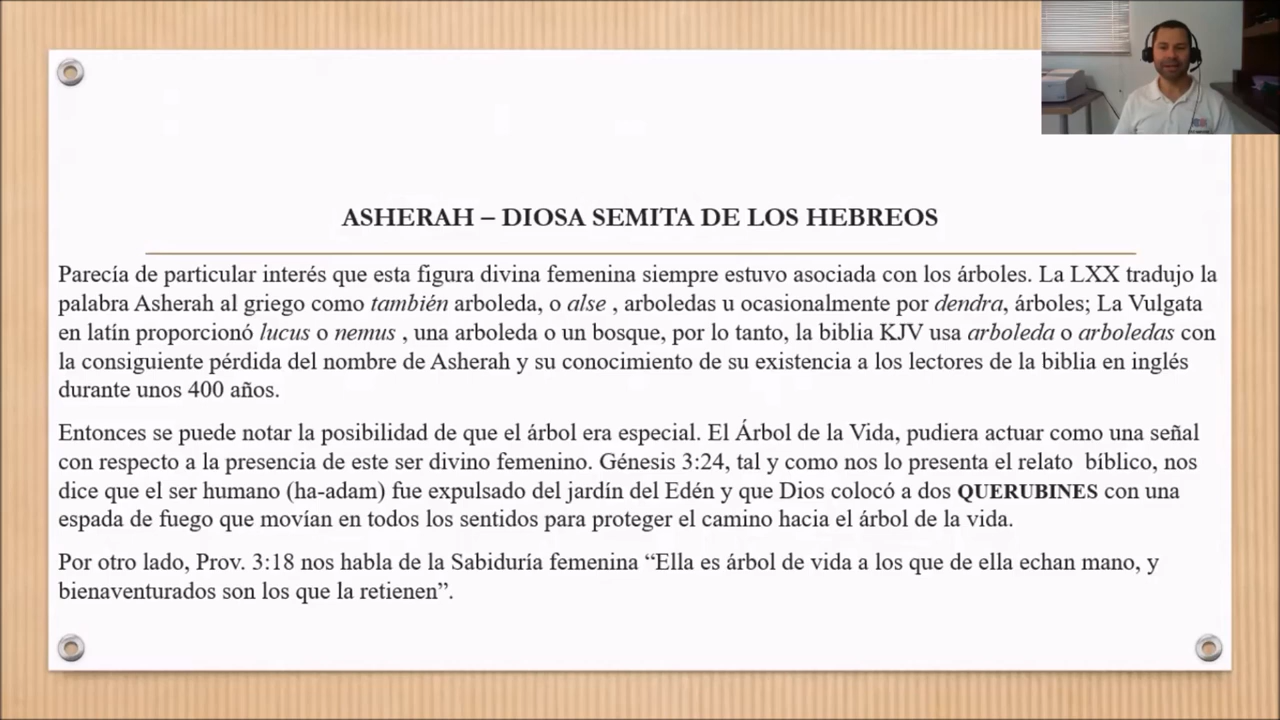 ASHERAH – DIOSA SEMITA DE LOS HEBREOS
Parecía de particular interés que esta figura divina femenina siempre estuvo asociada con los árboles. La LXX tradujo la
palabra Asherah al griego como también arboleda, o alse , arboledas u ocasionalmente por dendra, árboles; La Vulgata
en latín proporcionó lucus o nemus , una arboleda o un bosque, por lo tanto, la biblia KJV usa arboleda o arboledas con
la consiguiente pérdida del nombre de Asherah y su conocimiento de su existencia a los lectores de la biblia en inglés
durante unos 400 años.
Entonces se puede notar la posibilidad de que el árbol era especial. El Árbol de la Vida, pudiera actuar como una señal
con respecto a la presencia de este ser divino femenino. Génesis 3:24, tal y como nos lo presenta el relato  bíblico, nos
dice que el ser humano (ha-adam) fue expulsado del jardín del Edén y que Dios colocó a dos QUERUBINES con una
espada de fuego que movían en todos los sentidos para proteger el camino hacia el árbol de la vida.
Por otro lado, Prov. 3:18 nos habla de la Sabiduría femenina “Ella es árbol de vida a los que de ella echan mano, y
bienaventurados son los que la retienen”.